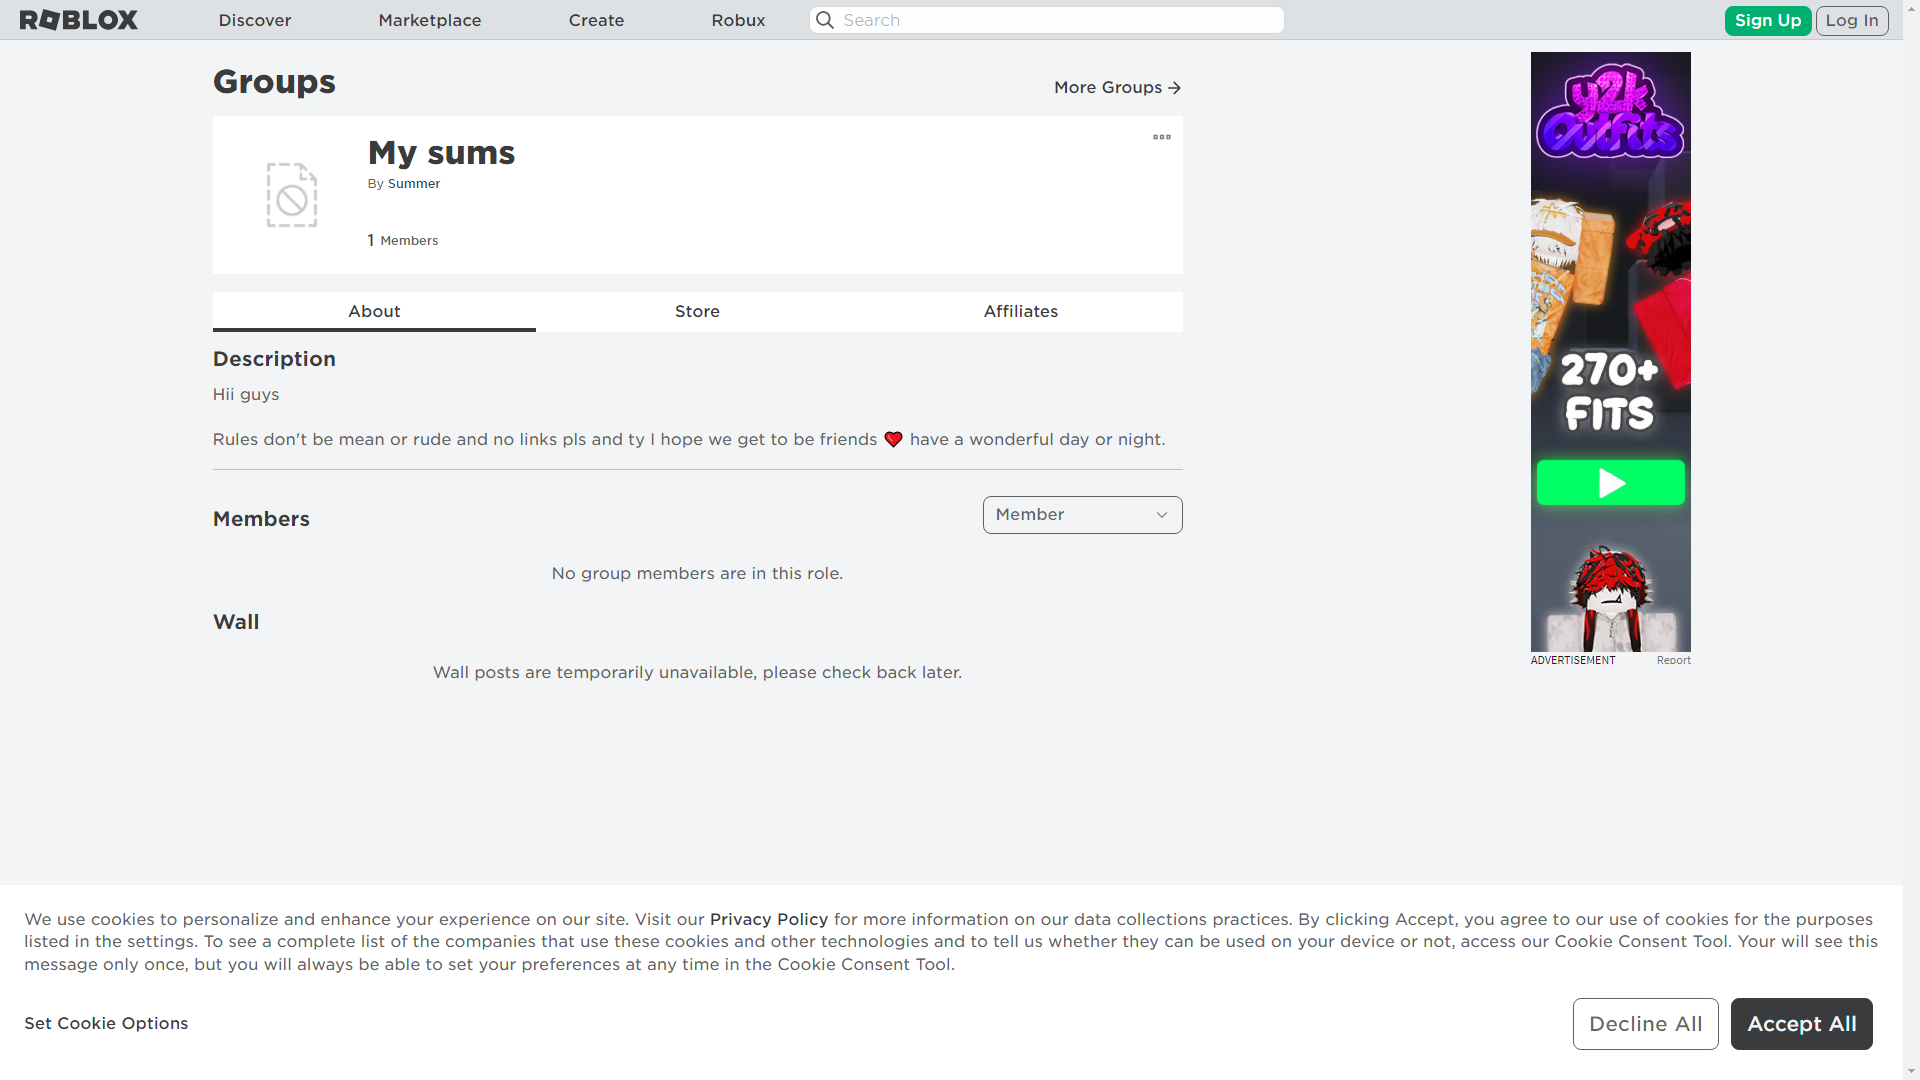 ROBLOX
Discover
Marketplace
Create
Robux
Search
Sign Up
Log In
Groups
More Groups
My sums
By Summer
1 Members
About
Store
Affiliates
Description
Hii guys
Rules don't be mean or rude and no links pls and ty I hope we get to be friends ❤️ have a wonderful day or night.
Members
Member
No group members are in this role.
Wall
Wall posts are temporarily unavailable, please check back later.
y2k
Outfits
270+
FITS
ADVERTISEMENT
Report
We use cookies to personalize and enhance your experience on our site. Visit our Privacy Policy for more information on our data collections practices. By clicking Accept, you agree to our use of cookies for the purposes
listed in the settings. To see a complete list of the companies that use these cookies and other technologies and to tell us whether they can be used on your device or not, access our Cookie Consent Tool. Your will see this
message only once, but you will always be able to set your preferences at any time in the Cookie Consent Tool.
Set Cookie Options
Decline All
Accept All